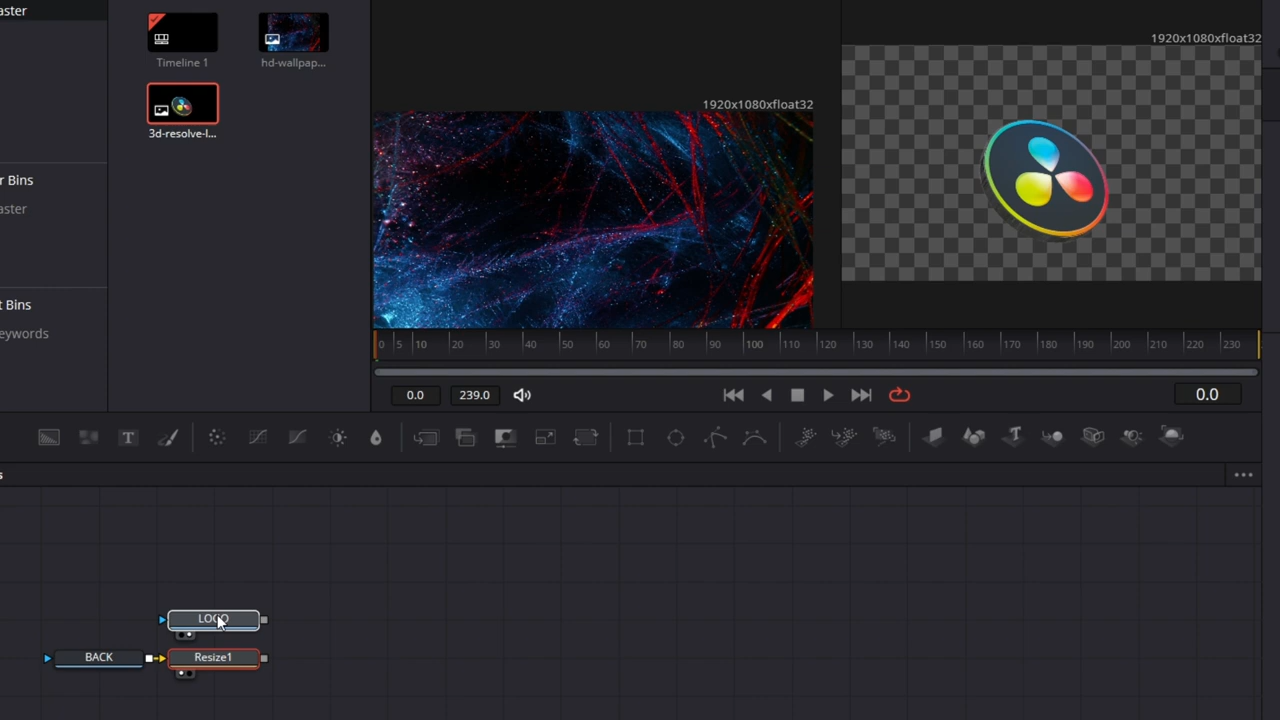 aster
Timeline 1
hd-wallpap...
3d-resolve-l...
r Bins
aster
t Bins
eywords
1920x1080xfloat32
1920x1080xfloat32
0 5 10 20 30 40 50 60 70 80 90 100 110 120 130 140 150 160 170 180 190 200 210 220 230
0.0
239.0
0.0
T
s
LOGO
BACK
Resize1